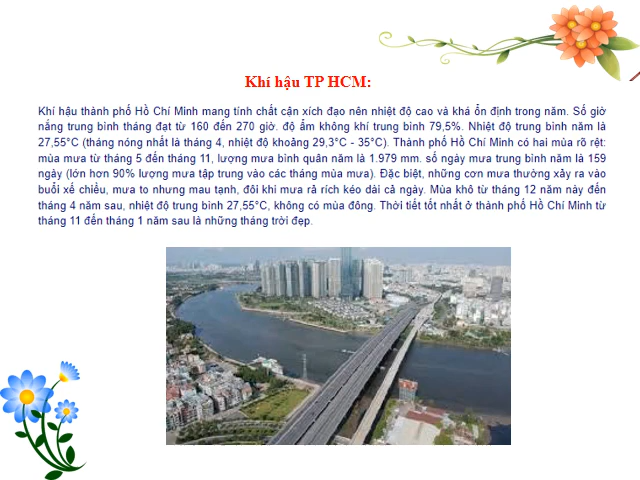 Khí hậu TP HCM:
Khí hậu thành phố Hồ Chí Minh mang tính chất cận xích đạo nên nhiệt độ cao và khá ổn định trong năm. Số giờ
nắng trung bình tháng đạt từ 160 đến 270 giờ. độ ẩm không khí trung bình 79,5%. Nhiệt độ trung bình năm là
27,55°C (tháng nóng nhất là tháng 4, nhiệt độ khoảng 29,3°C - 35°C). Thành phố Hồ Chí Minh có hai mùa rõ rệt:
mùa mưa từ tháng 5 đến tháng 11, lượng mưa bình quân năm là 1.979 mm. số ngày mưa trung bình năm là 159
ngày (lớn hơn 90% lượng mưa tập trung vào các tháng mùa mưa). Đặc biệt, những cơn mưa thường xảy ra vào
buổi xế chiều, mưa to nhưng mau tạnh, đôi khi mưa rả rích kéo dài cả ngày. Mùa khô từ tháng 12 năm này đến
tháng 4 năm sau, nhiệt độ trung bình 27,55°C, không có mùa đông. Thời tiết tốt nhất ở thành phố Hồ Chí Minh từ
tháng 11 đến tháng 1 năm sau là những tháng trời đẹp.